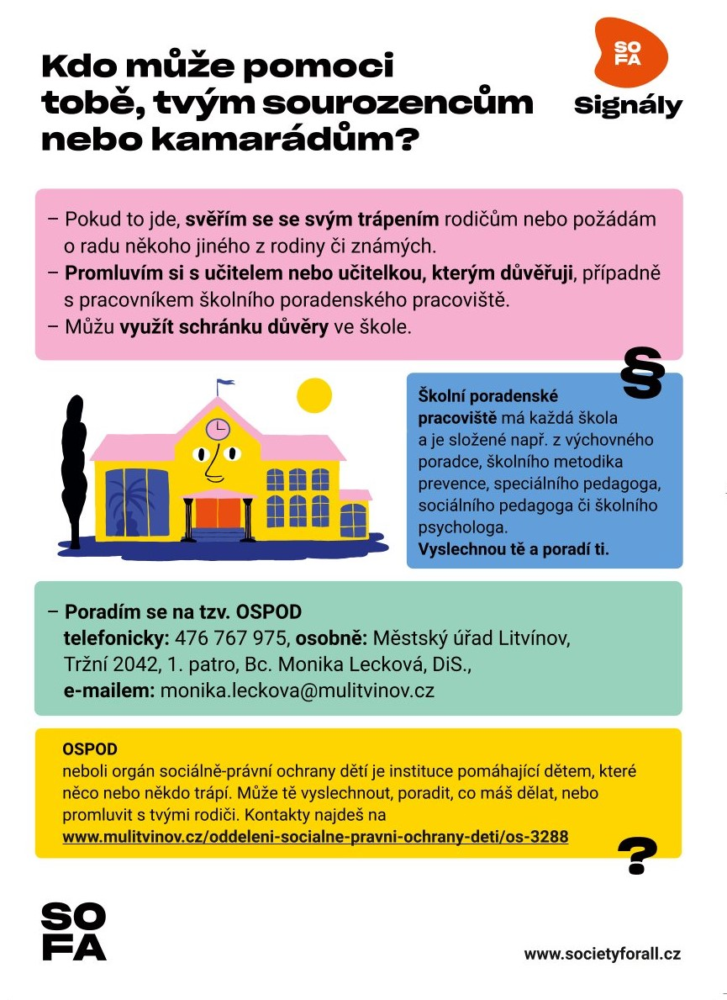 Kdo může pomoci
tobě, tvým sourozencům
nebo kamarádům?
SO
FA
Signály
– Pokud to jde, svěřím se se svým trápením rodičům nebo požádám
o radu někoho jiného z rodiny či známých.
– Promluvím si s učitelem nebo učitelkou, kterým důvěřuji, případně
s pracovníkem školního poradenského pracoviště.
– Můžu využít schránku důvěry ve škole.
§
Školní poradenské
pracoviště má každá škola
a je složené např. z výchovného
poradce, školního metodika
prevence, speciálního pedagoga,
sociálního pedagoga či školního
psychologa.
Vyslechnou tě a poradí ti.
– Poradím se na tzv. OSPOD
telefonicky: 476 767 975, osobně: Městský úřad Litvínov,
Tržní 2042, 1. patro, Bc. Monika Lecková, DiS.,
e-mailem: monika.leckova@mulitvinov.cz
OSPOD
neboli orgán sociálně-právní ochrany dětí je instituce pomáhající dětem, které
něco nebo někdo trápí. Může tě vyslechnout, poradit, co máš dělat, nebo
promluvit s tvými rodiči. Kontakty najdeš na
www.mulitvinov.cz/oddeleni-socialne-pravni-ochrany-deti/os-3288
?
SO
FA
www.societyforall.cz